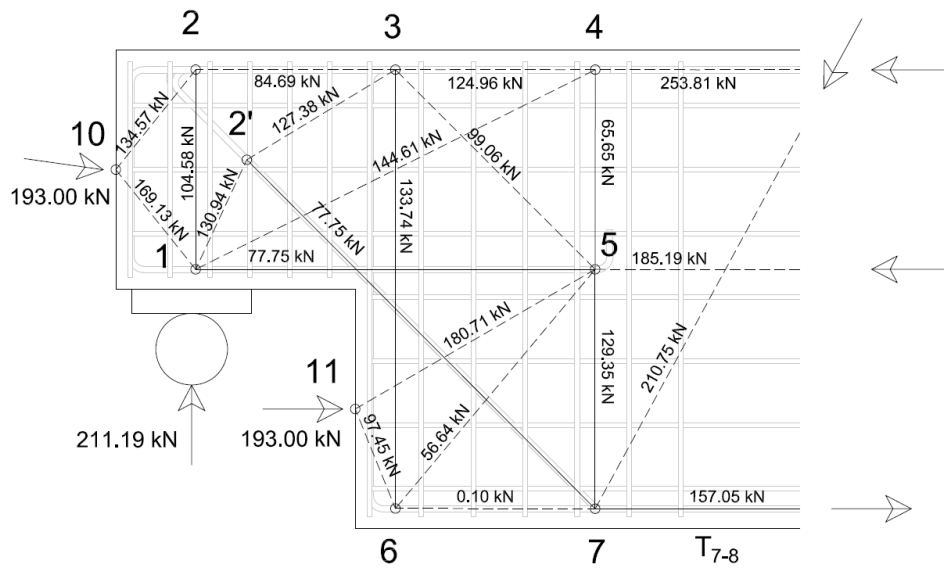 2
3
4
84.69 kN
124.96 kN
253.81 kN
134.57 kN
2'
127.38 kN
10
104.58 kN
144.61 kN
99.06 kN
65.65 kN
193.00 kN
169.13 kN
130.94 kN
133.74 kN
77.75 kN
1
77.75 kN
5
185.19 kN
180.71 kN
129.35 kN
210.75 kN
11
211.19 kN
193.00 kN
97.45 kN
56.64 kN
0.10 kN
157.05 kN
6
7
T7-8